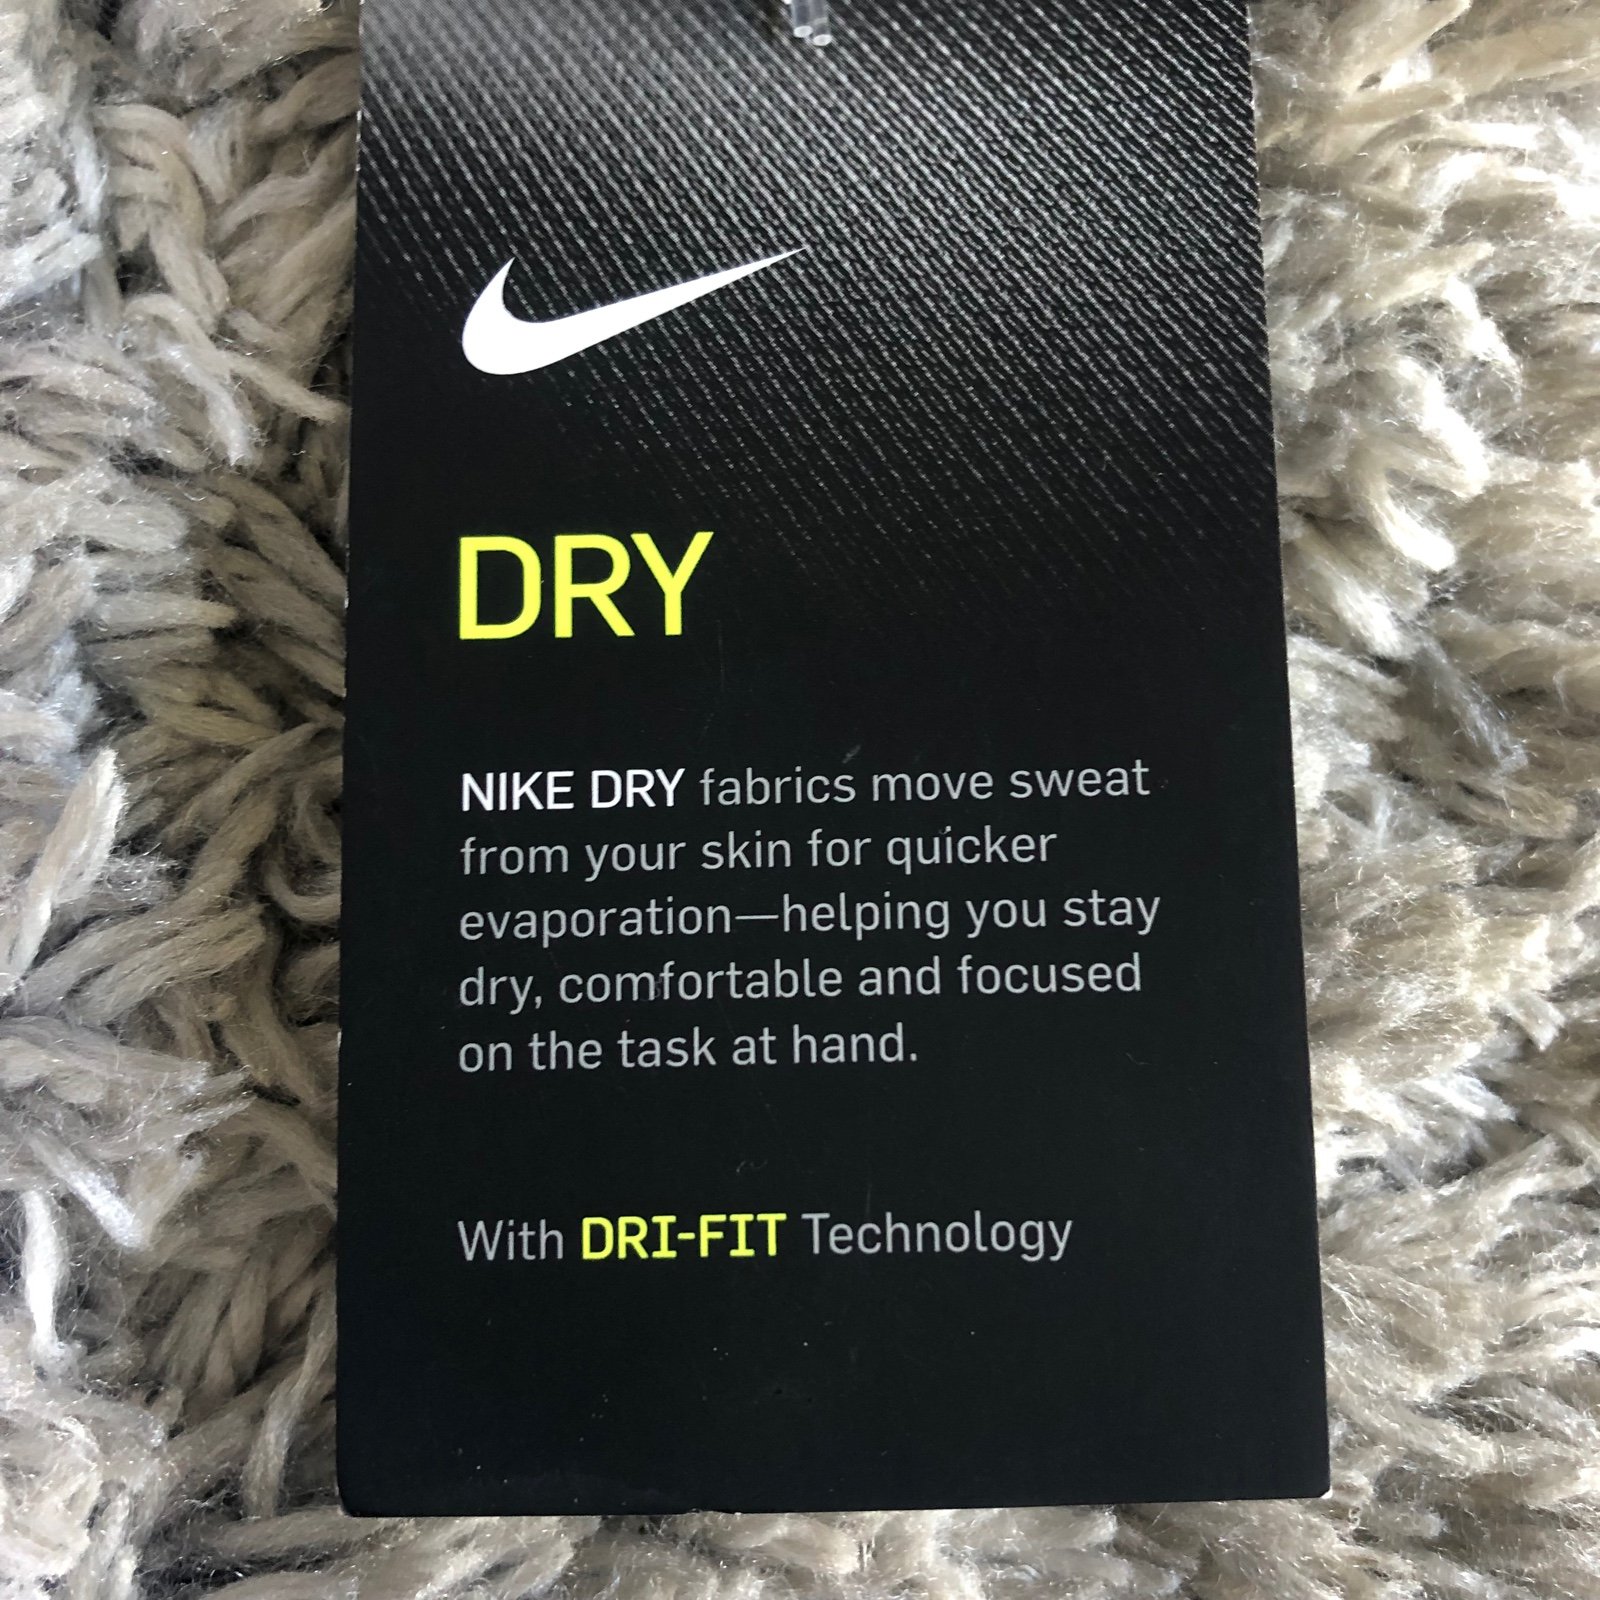 DRY
NIKE DRY fabrics move sweat
from your skin for quicker
evaporation—helping you stay
dry, comfortable and focused
on the task at hand.
With DRI-FIT Technology